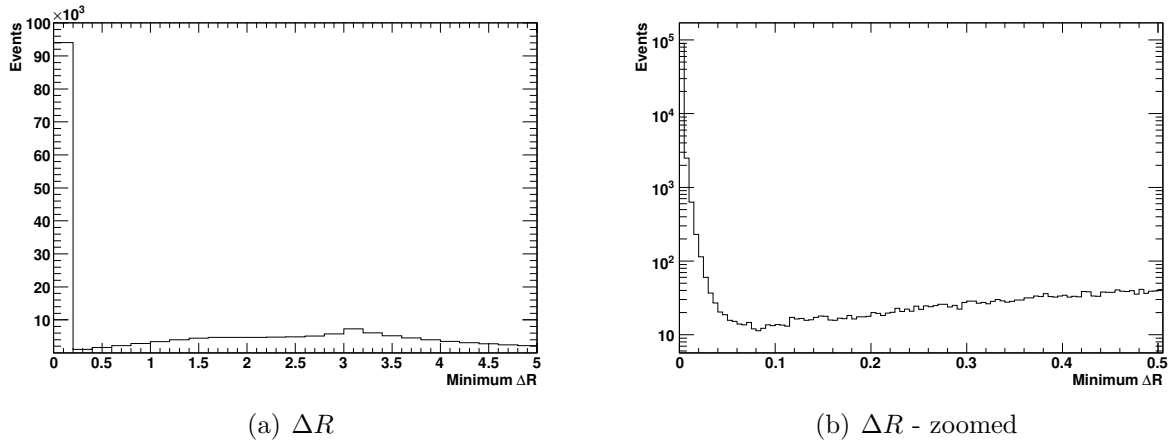 Events
100
×10³
90
80
70
60
50
40
30
20
10
0 0.5 1 1.5 2 2.5 3 3.5 4 4.5 5
Minimum ΔR
(a) ΔR
Events
10⁵
10⁴
10³
10²
10
0 0.1 0.2 0.3 0.4 0.5
Minimum ΔR
(b) ΔR - zoomed